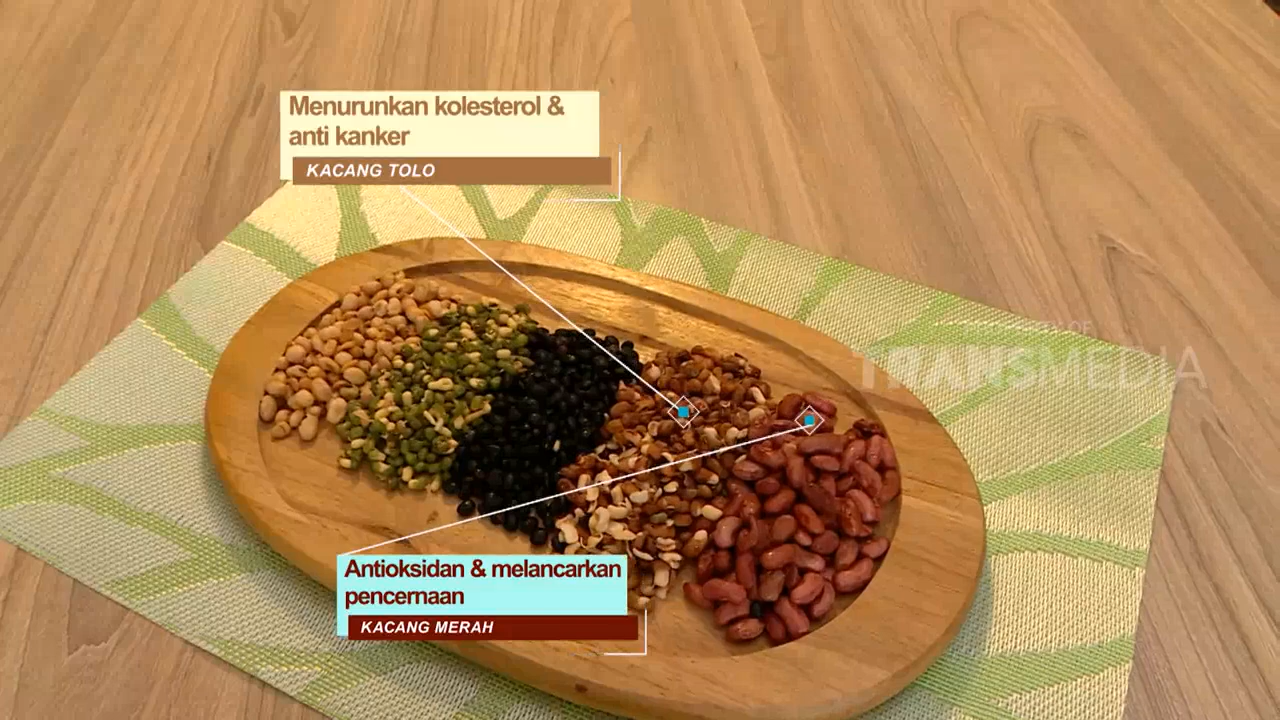 Menurunkan kolesterol &
anti kanker
KACANG TOLO
TRANSMEDIA
Antioksidan & melancarkan
pencernaan
KACANG MERAH